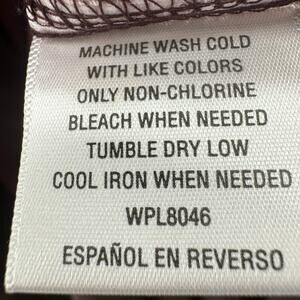 MACHINE WASH COLD
WITH LIKE COLORS
ONLY NON-CHLORINE
BLEACH WHEN NEEDED
TUMBLE DRY LOW
COOL IRON WHEN NEEDED
WPL8046
ESPAÑOL EN REVERSO